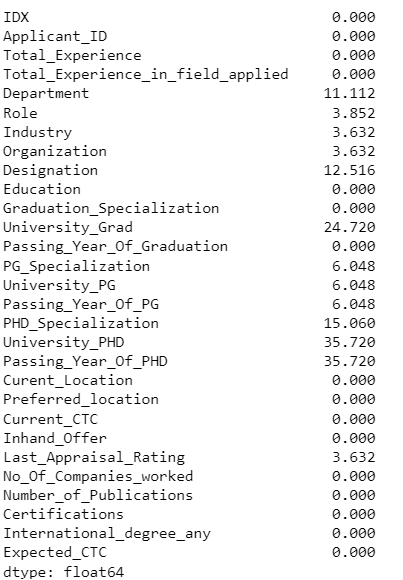 IDX 0.000
Applicant_ID 0.000
Total_Experience 0.000
Total_Experience_in_field_applied 0.000
Department 11.112
Role 3.852
Industry 3.632
Organization 3.632
Designation 12.516
Education 0.000
Graduation_Specialization 0.000
University_Grad 24.720
Passing_Year_Of_Graduation 0.000
PG_Specialization 6.048
University_PG 6.048
Passing_Year_Of_PG 6.048
PHD_Specialization 15.060
University_PHD 35.720
Passing_Year_Of_PHD 35.720
Curent_Location 0.000
Preferred_location 0.000
Current_CTC 0.000
Inhand_Offer 0.000
Last_Appraisal_Rating 3.632
No_Of_Companies_worked 0.000
Number_of_Publications 0.000
Certifications 0.000
International_degree_any 0.000
Expected_CTC 0.000
dtype: float64